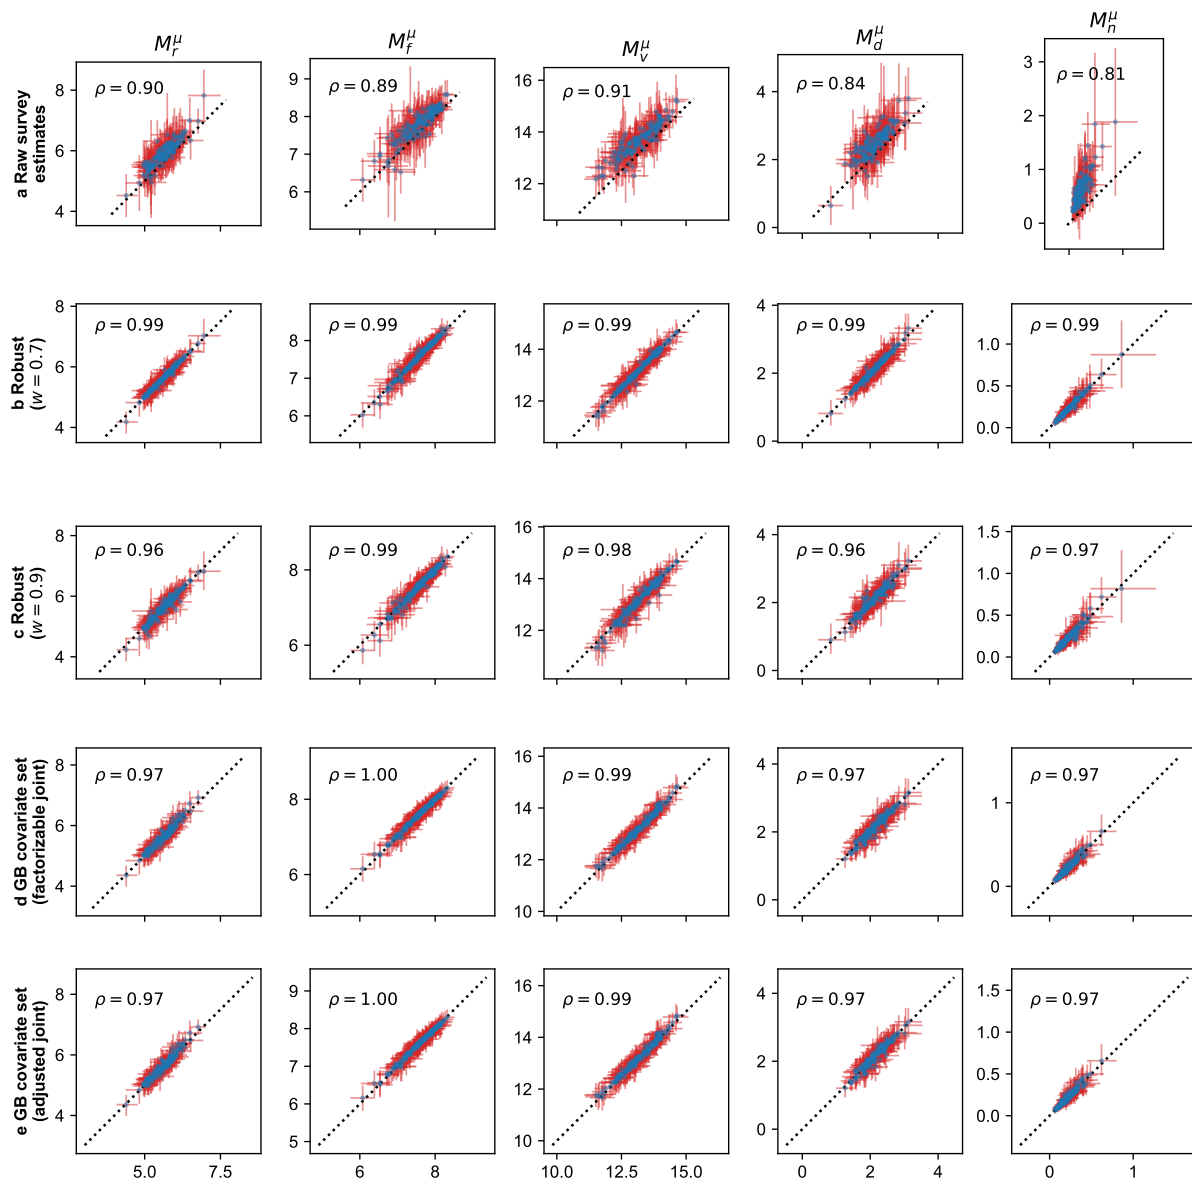 M_r^μ
M_f^μ
M_v^μ
M_d^μ
M_n^μ
a Raw survey
estimates
8
6
4
ρ = 0.90
9
8
7
6
ρ = 0.89
16
14
12
ρ = 0.91
4
2
0
ρ = 0.84
3
2
1
0
ρ = 0.81
b Robust
(w = 0.7)
8
6
4
ρ = 0.99
8
7
6
ρ = 0.99
14
12
ρ = 0.99
4
2
0
ρ = 0.99
1.0
0.5
0.0
ρ = 0.99
c Robust
(w = 0.9)
8
6
4
ρ = 0.96
8
6
ρ = 0.99
16
14
12
ρ = 0.98
4
2
0
ρ = 0.96
1.5
1.0
0.5
0.0
ρ = 0.97
d GB covariate set
(factorizable joint)
8
6
4
ρ = 0.97
8
6
ρ = 1.00
16
14
12
10
ρ = 0.99
4
2
0
ρ = 0.97
1
0
ρ = 0.97
e GB covariate set
(adjusted joint)
8
6
4
ρ = 0.97
9
8
7
6
5
ρ = 1.00
16
14
12
10
ρ = 0.99
4
2
0
ρ = 0.97
1.5
1.0
0.5
0.0
ρ = 0.97
5.0 7.5
6 8
10.0 12.5 15.0
0 2 4
0 1